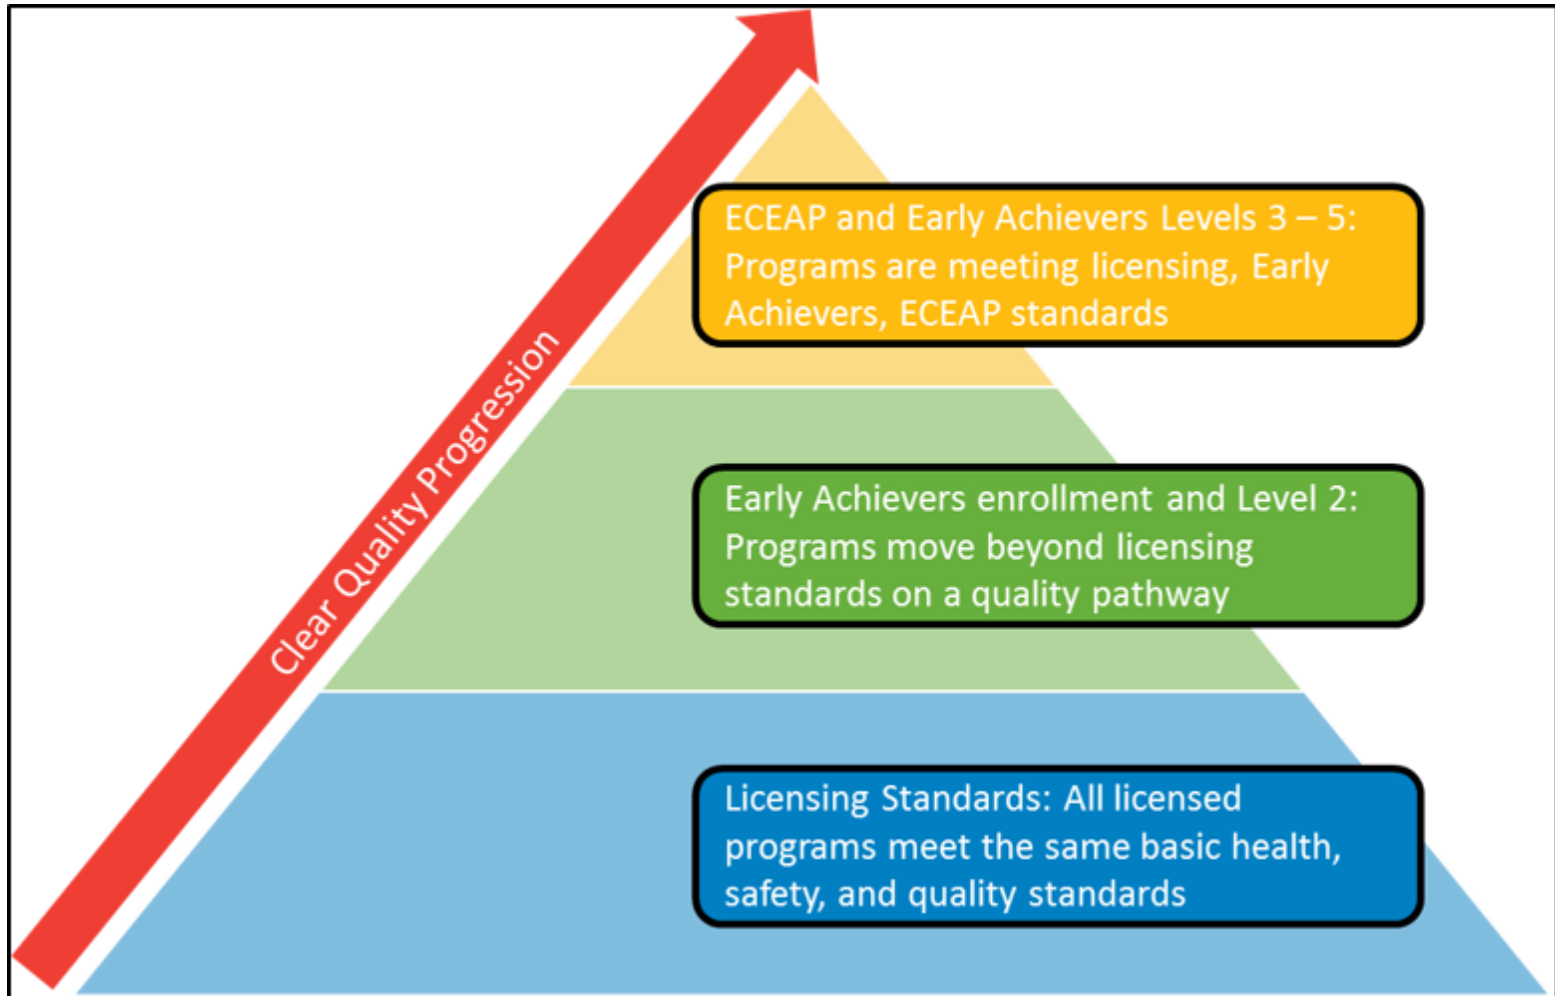 ECEAP and Early Achievers Levels 3 – 5:
Programs are meeting licensing, Early
Achievers, ECEAP standards
Clear Quality Progression
Early Achievers enrollment and Level 2:
Programs move beyond licensing
standards on a quality pathway
Licensing Standards: All licensed
programs meet the same basic health,
safety, and quality standards